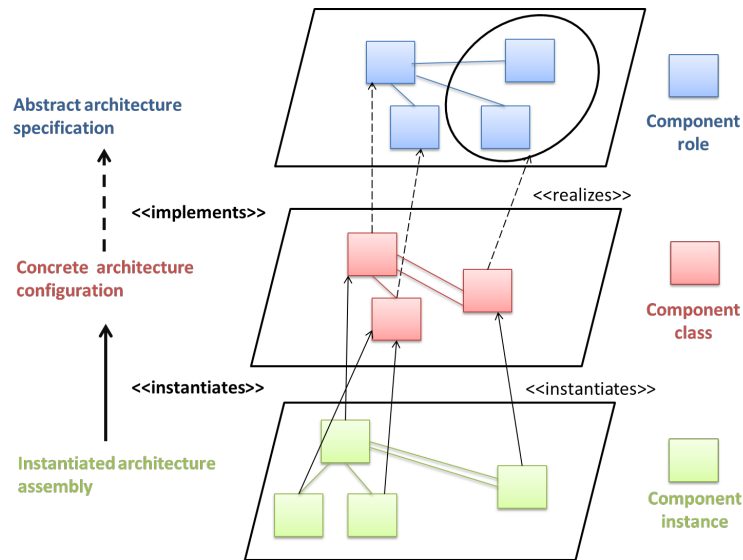 Abstract architecture
specification
Component
role
<<implements>>
<<realizes>>
Concrete architecture
configuration
Component
class
<<instantiates>>
<<instantiates>>
Instantiated architecture
assembly
Component
instance